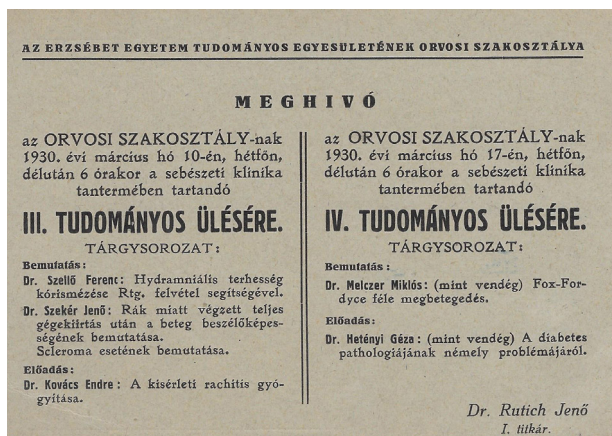 AZ ERZSÉBET EGYETEM TUDOMÁNYOS EGYESÜLETÉNEK ORVOSI SZAKOSZTÁLYA
MEGHIVÓ
az ORVOSI SZAKOSZTÁLY-nak
1930. évi március hó 10-én, hétfőn,
délután 6 órakor a sebészeti klinika
tantermében tartandó
III. TUDOMÁNYOS ÜLÉSÉRE.
TÁRGYSOROZAT:
Bemutatás:
Dr. Szellő Ferenc: Hydramniális terhesség
kórismézése Rtg. felvétel segítségével.
Dr. Szekér Jenő: Rák miatt végzett teljes
gégekiirtás után a beteg beszélőképes-
ségének bemutatása.
Scleroma esetének bemutatása.
Előadás:
Dr. Kovács Endre: A kisérleti rachitis gyó-
gyitása.
az ORVOSI SZAKOSZTÁLY-nak
1930. évi március hó 17-én, hétfőn,
délután 6 órakor a sebészeti klinika
tantermében tartandó
IV. TUDOMÁNYOS ÜLÉSÉRE.
TÁRGYSOROZAT:
Bemutatás:
Dr. Melczer Miklós: (mint vendég) Fox-For-
dyce féle megbetegedés.
Előadás:
Dr. Hetényi Géza: (mint vendég) A diabetes
pathologiájának némely problémájáról.
Dr. Rutich Jenő
I. titkár.